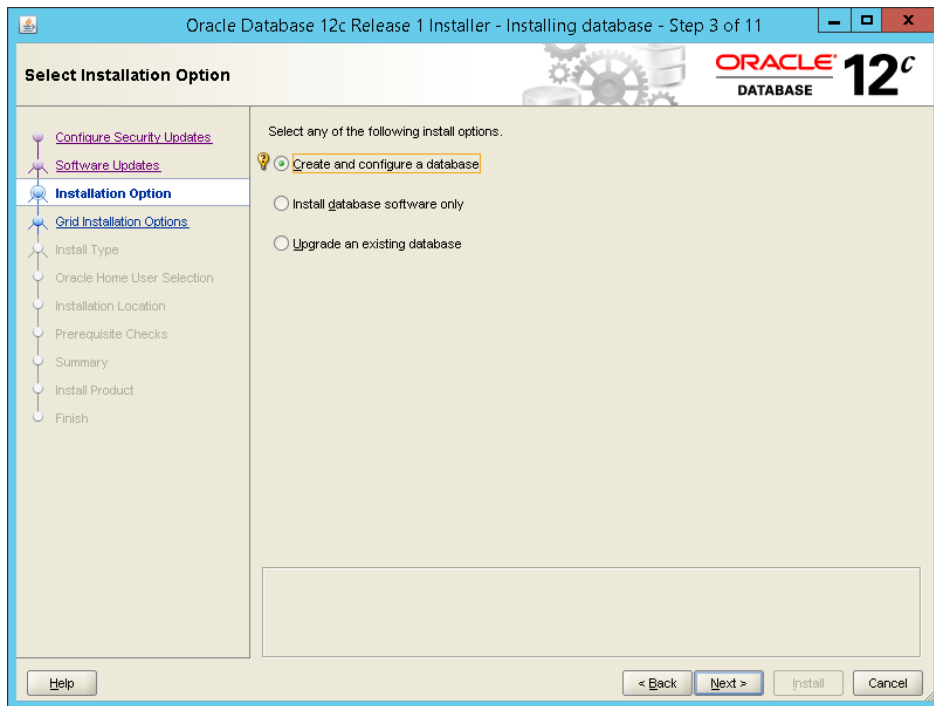 Oracle Database 12c Release 1 Installer - Installing database - Step 3 of 11
Select Installation Option
ORACLE
DATABASE
12c
Configure Security Updates
Software Updates
Installation Option
Grid Installation Options
Install Type
Oracle Home User Selection
Installation Location
Prerequisite Checks
Summary
Install Product
Finish
Select any of the following install options.
Create and configure a database
Install database software only
Upgrade an existing database
Help
< Back
Next >
Install
Cancel